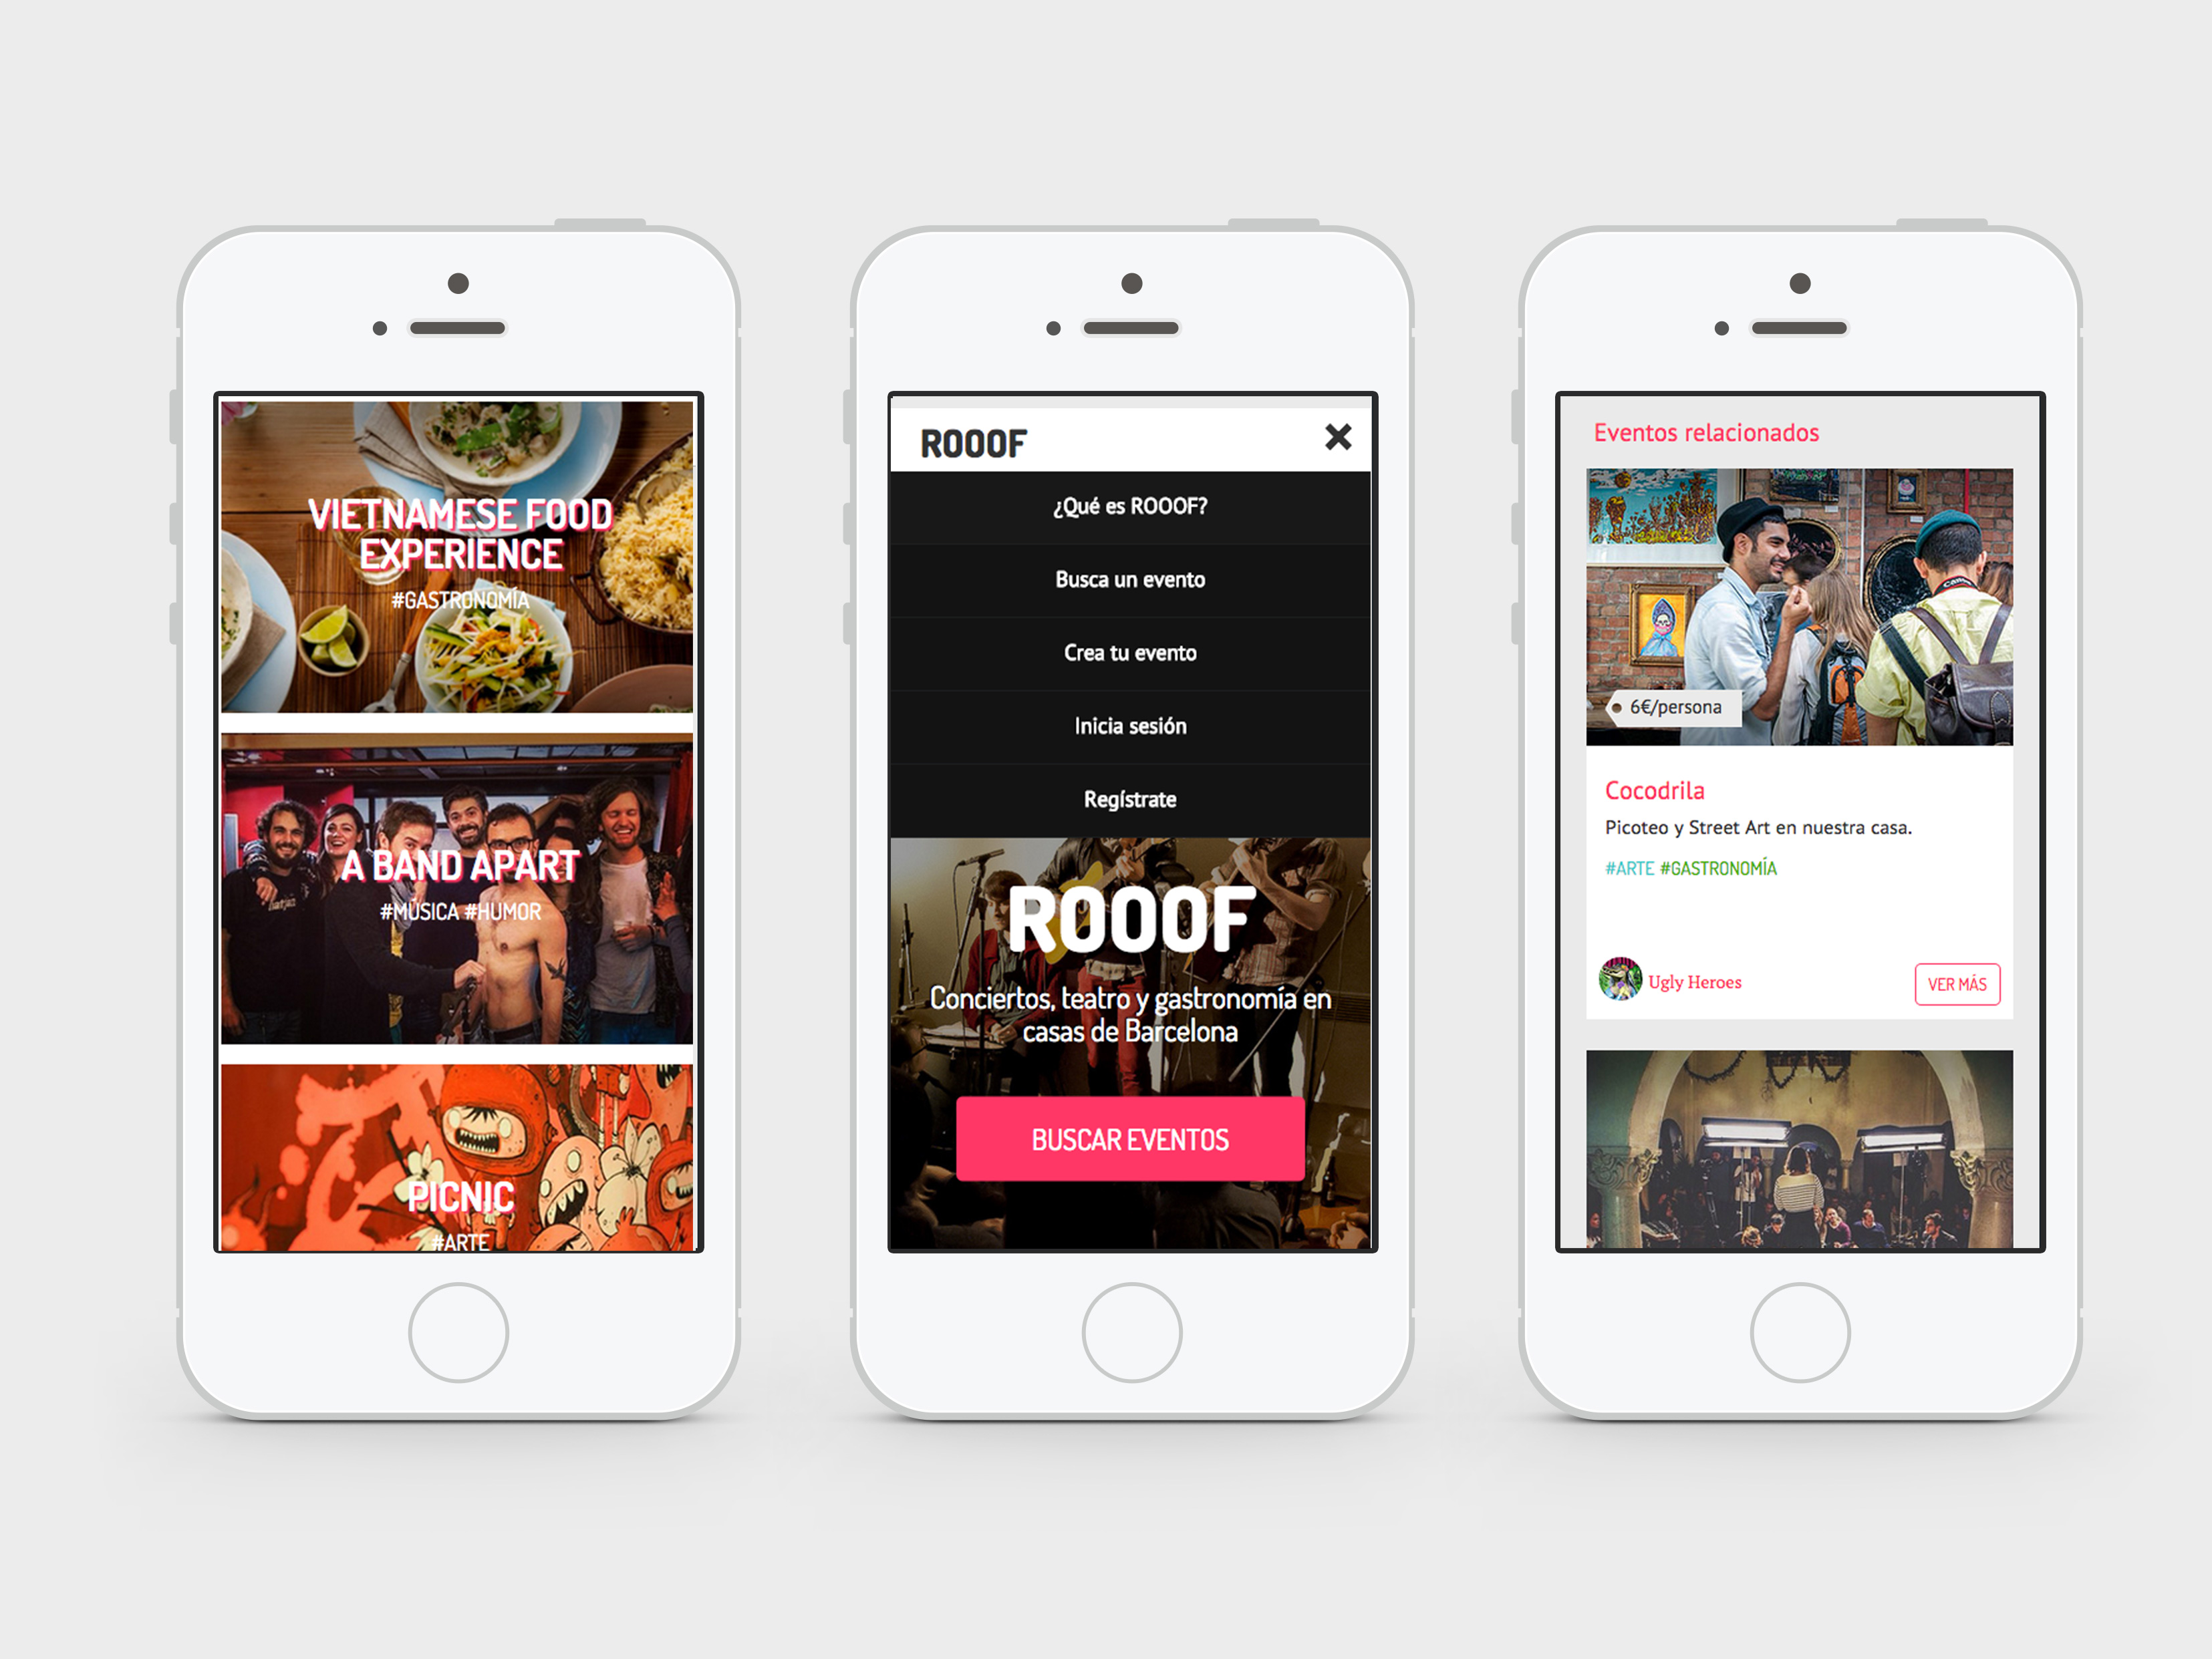 VIETNAMESE FOOD
EXPERIENCE
#GASTRONOMÍA
A BAND APART
#MÚSICA #HUMOR
PICNIC
#ARTE
ROOOF
¿Qué es ROOOF?
Busca un evento
Crea tu evento
Inicia sesión
Regístrate
ROOOF
Conciertos, teatro y gastronomía en
casas de Barcelona
BUSCAR EVENTOS
Eventos relacionados
Canon
6€/persona
Cocodrila
Picoteo y Street Art en nuestra casa.
#ARTE #GASTRONOMÍA
Ugly Heroes
VER MÁS